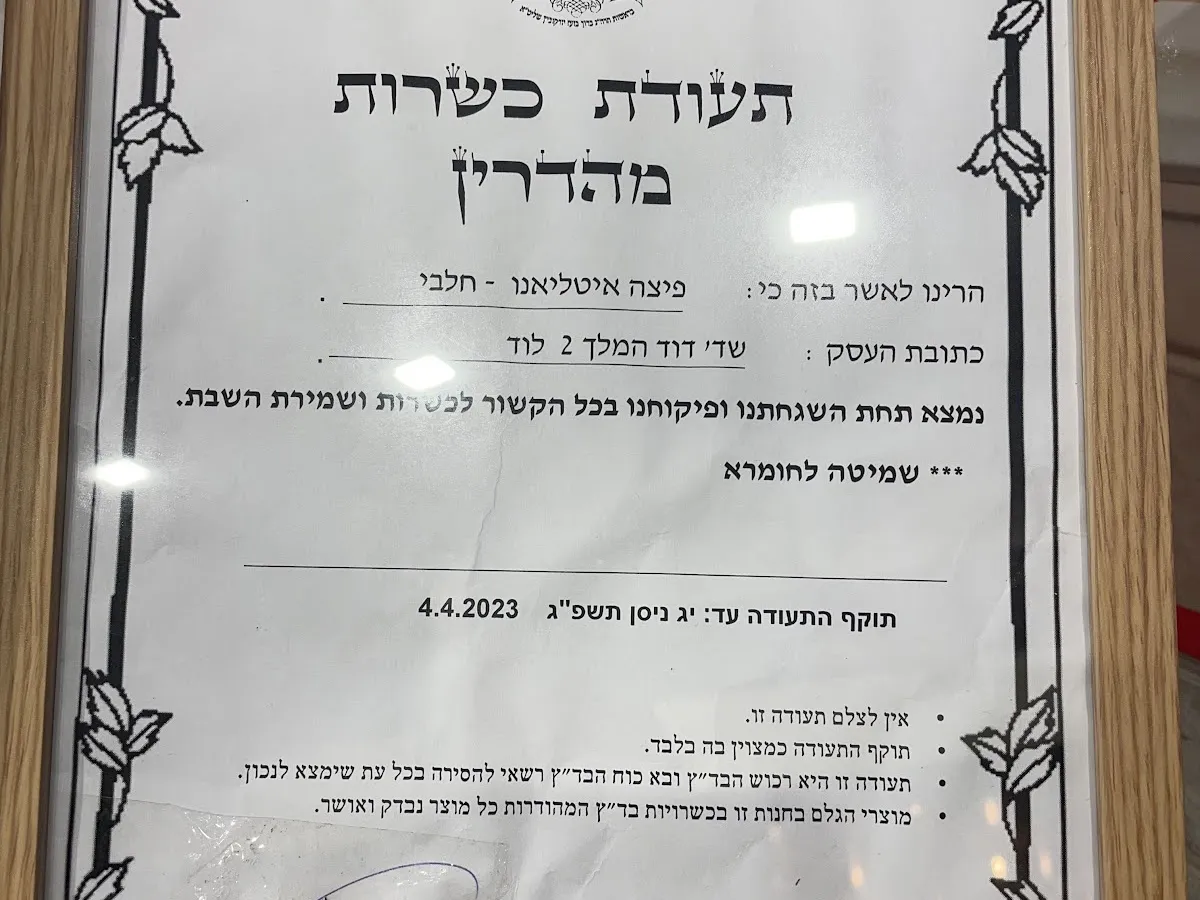 תעודת כשרות
מהדרין
הרינו לאשר בזה כי: פיצה איטליאנו - חלבי .
כתובת העסק : שד׳ דוד המלך 2 לוד .
נמצא תחת השגחתנו ופיקוחנו בכל הקשור לכשרות ושמירת השבת.
*** שמיטה לחומרא
תוקף התעודה עד: יג ניסן תשפ"ג 4.4.2023
• אין לצלם תעודה זו.
• תוקף התעודה כמצוין בה בלבד.
• תעודה זו היא רכוש הבד״ץ ובא כוח הבד״ץ רשאי להסירה בכל עת שימצא לנכון.
• מוצרי הגלם בחנות זו בכשרויות בד״ץ המהודרות כל מוצר נבדק ואושר.